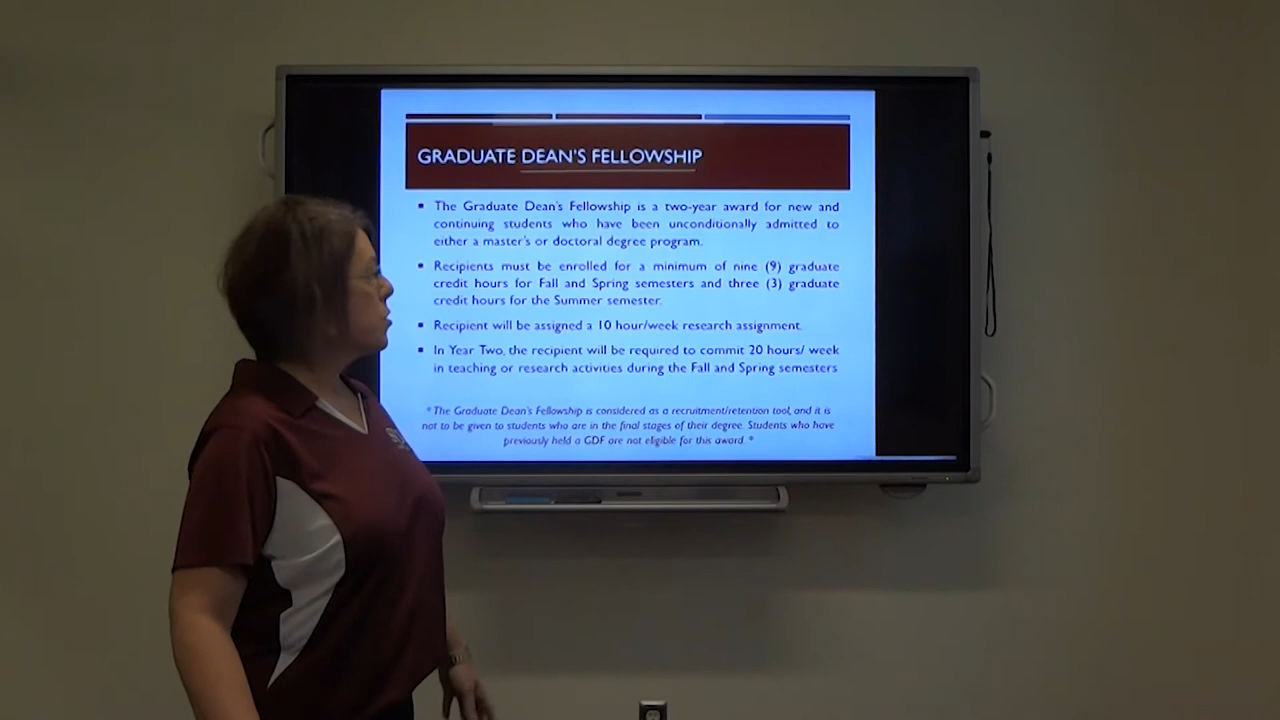 GRADUATE DEAN'S FELLOWSHIP
▪ The Graduate Dean's Fellowship is a two-year award for new and
continuing students who have been unconditionally admitted to
either a master's or doctoral degree program.
▪ Recipients must be enrolled for a minimum of nine (9) graduate
credit hours for Fall and Spring semesters and three (3) graduate
credit hours for the Summer semester.
▪ Recipient will be assigned a 10 hour/week research assignment.
▪ In Year Two, the recipient will be required to commit 20 hours/ week
in teaching or research activities during the Fall and Spring semesters
* The Graduate Dean's Fellowship is considered as a recruitment/retention tool, and it is
not to be given to students who are in the final stages of their degree. Students who have
previously held a GDF are not eligible for this award. *